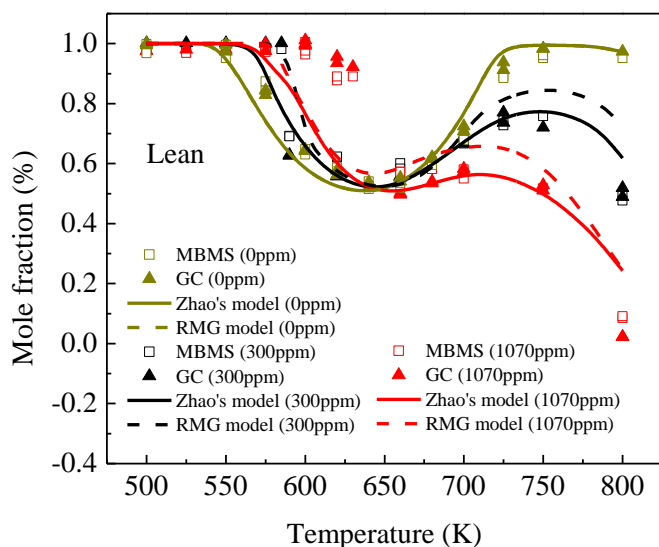 1.0
0.8
0.6
0.4
0.2
0.0
-0.2
-0.4
Mole fraction (%)
Lean
MBMS (0ppm)
GC (0ppm)
Zhao's model (0ppm)
RMG model (0ppm)
MBMS (300ppm)
GC (300ppm)
Zhao's model (300ppm)
RMG model (300ppm)
MBMS (1070ppm)
GC (1070ppm)
Zhao's model (1070ppm)
RMG model (1070ppm)
500 550 600 650 700 750 800
Temperature (K)